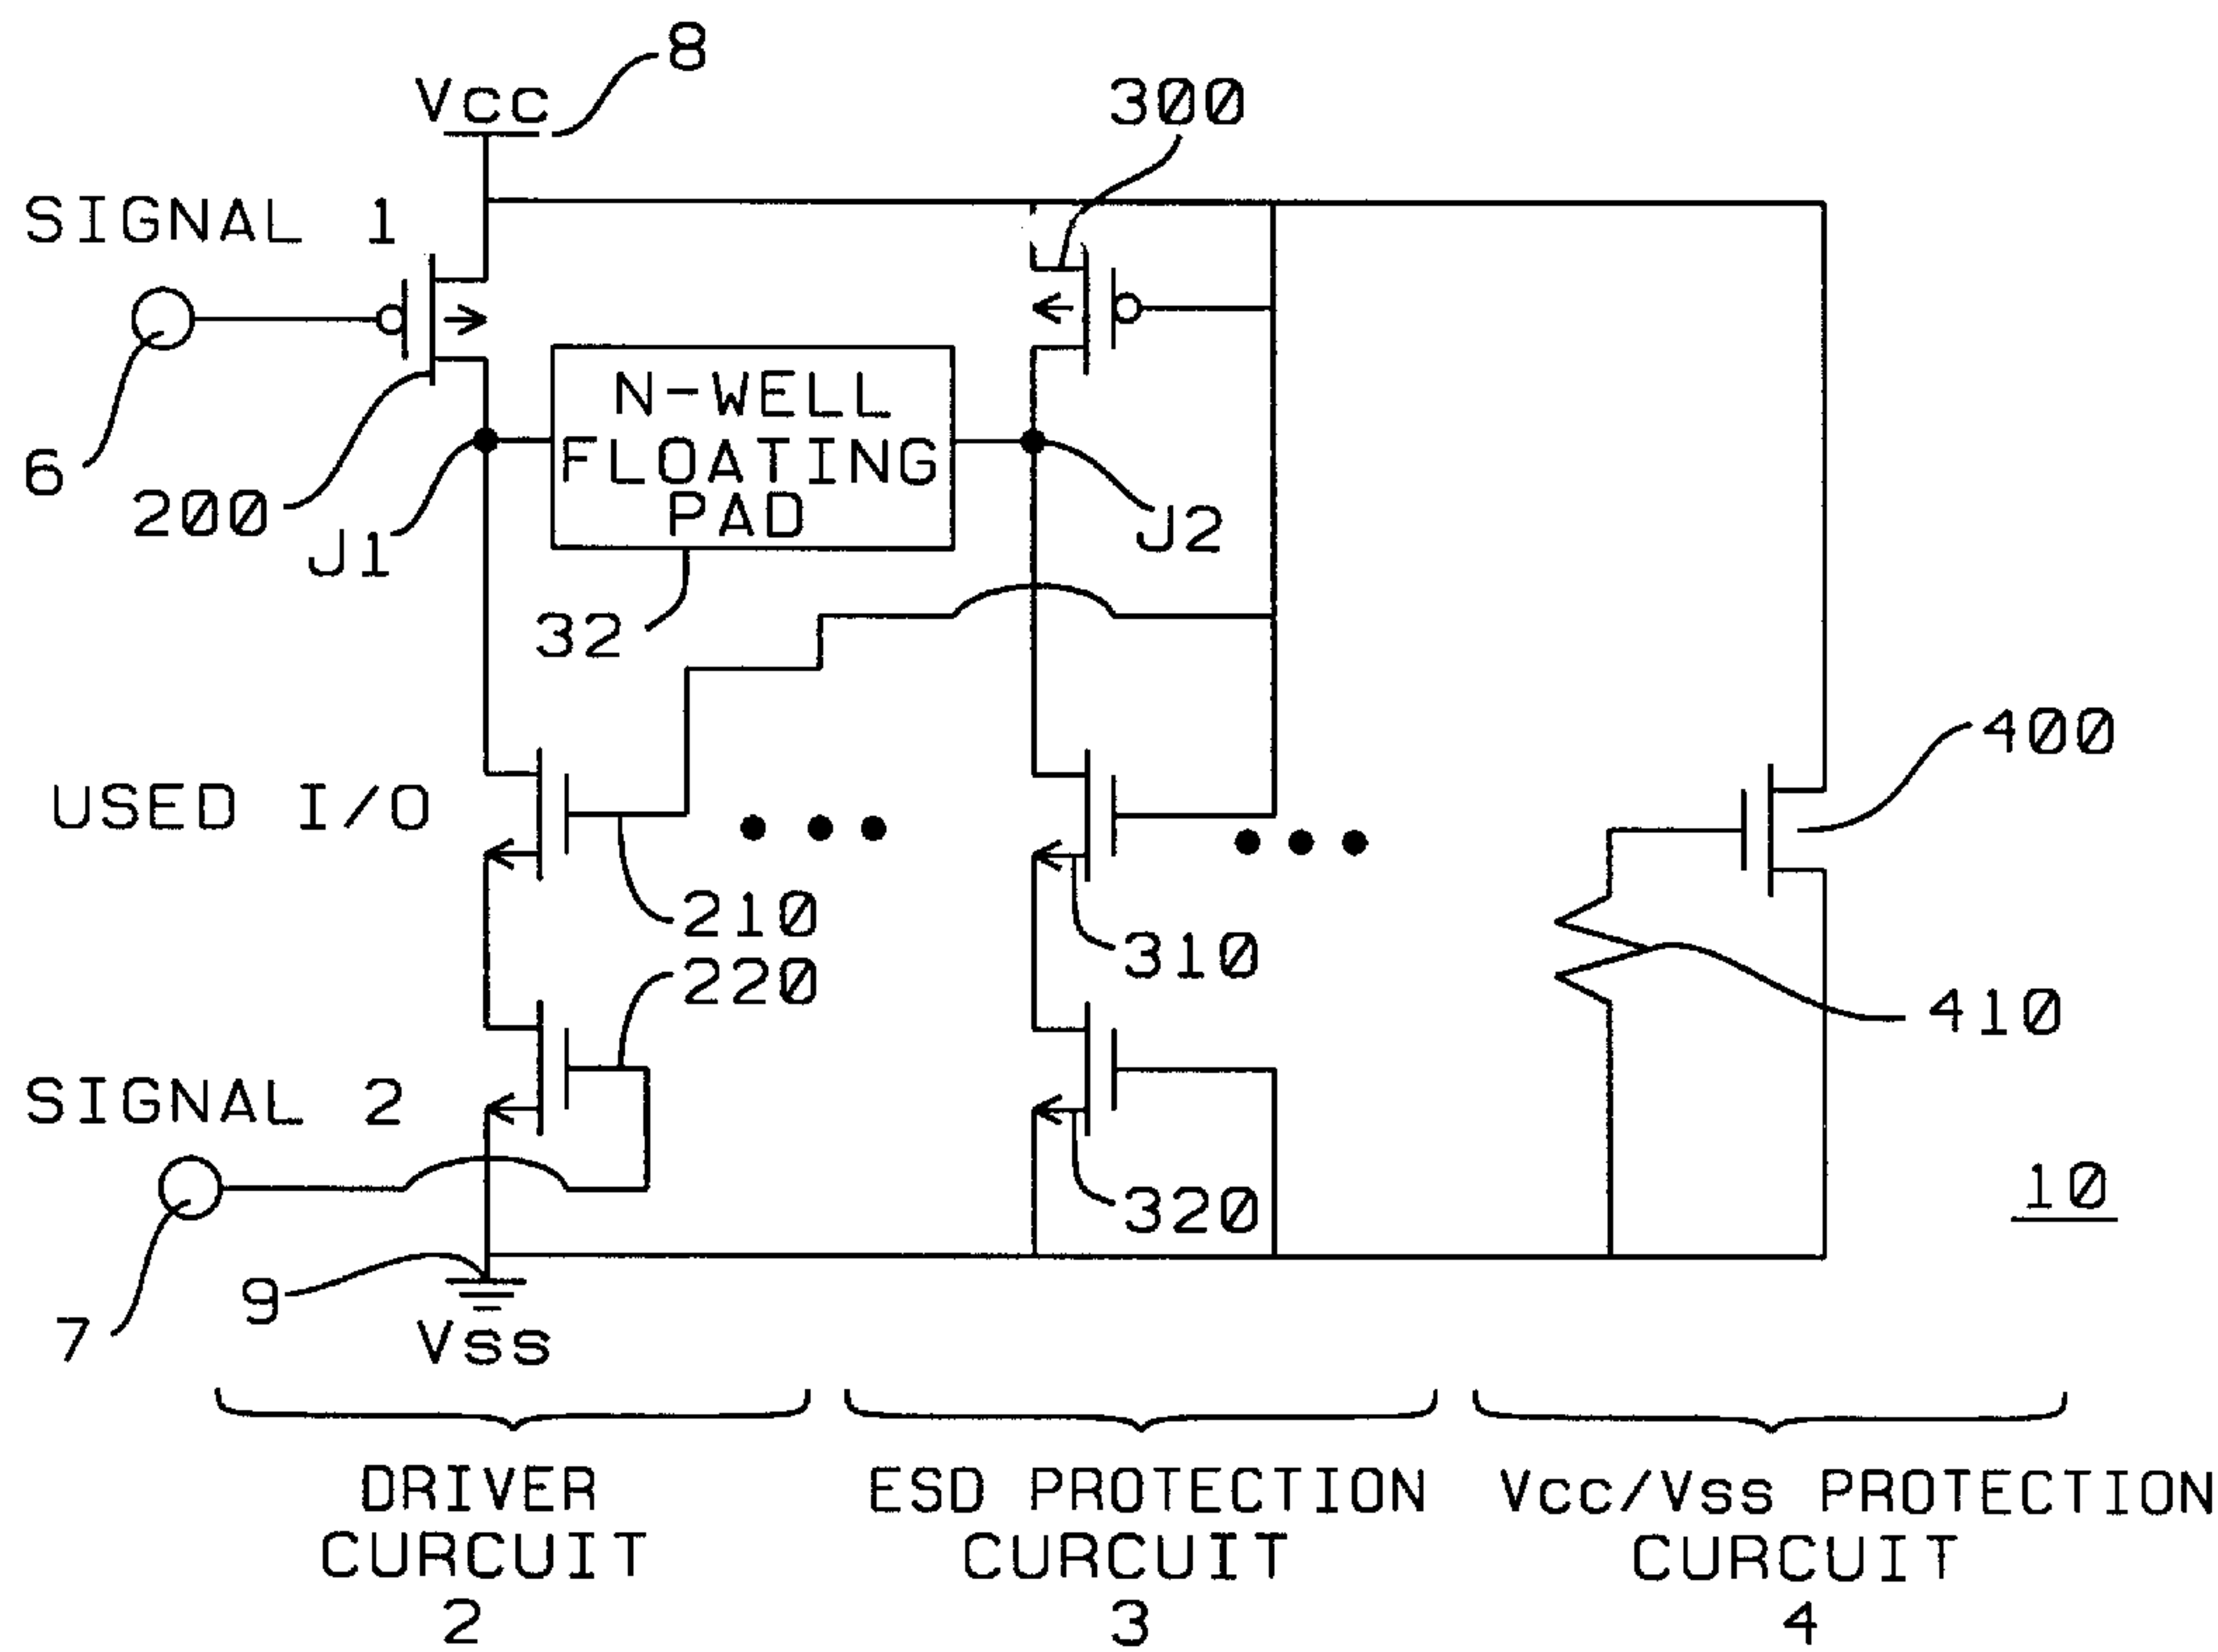 8
Vcc
300
SIGNAL 1
N-WELL
FLOATING
PAD
6
200
J1
J2
32
400
USED I/O
210
310
220
410
SIGNAL 2
10
320
9
7
Vss
DRIVER
CURCUIT
2
ESD PROTECTION
CURCUIT
3
Vcc/Vss PROTECTION
CURCUIT
4